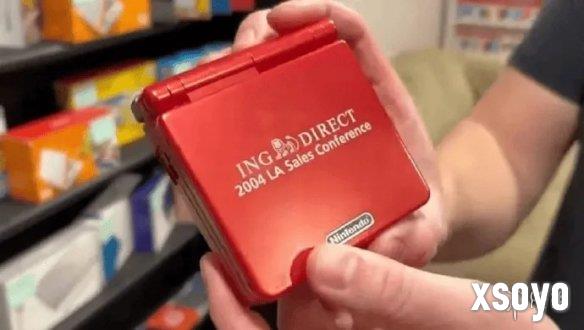 ING DIRECT
2004 LA Sales Conference
Nintendo
xsoyo